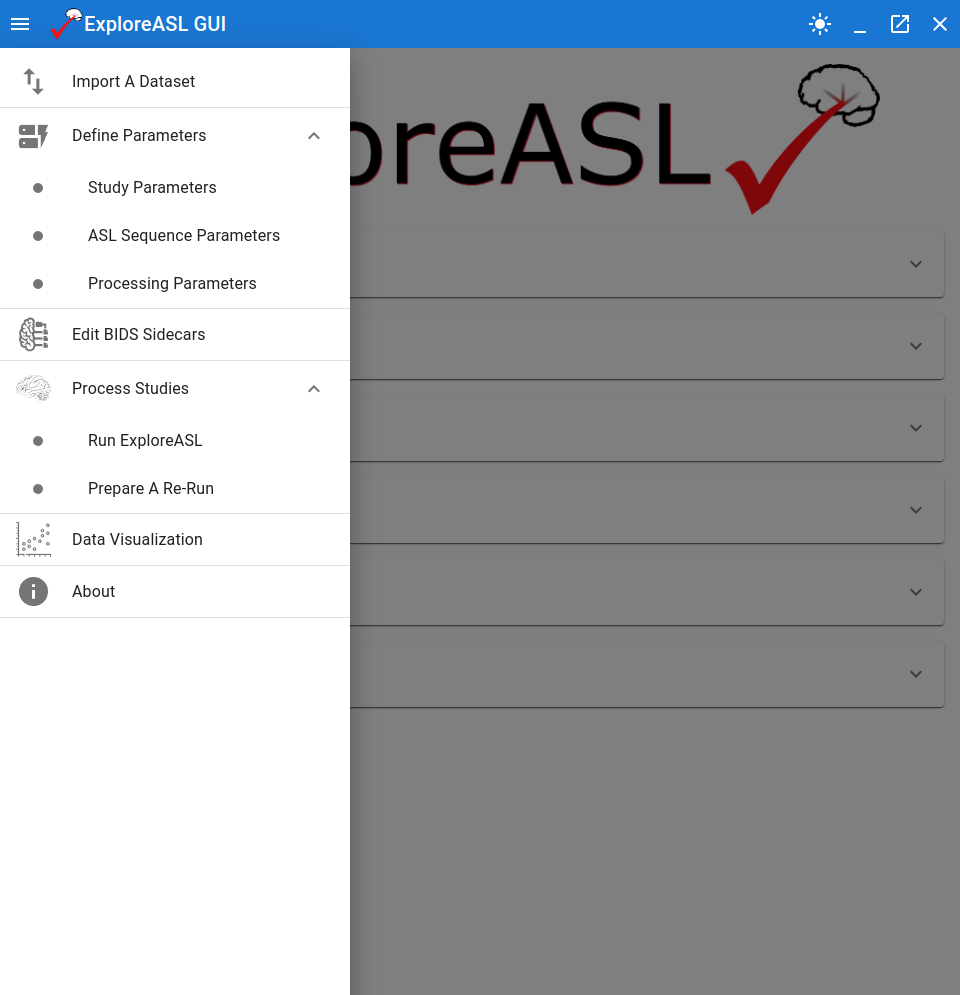 ExploreASL GUI
Import A Dataset
Define Parameters
Study Parameters
ASL Sequence Parameters
Processing Parameters
Edit BIDS Sidecars
Process Studies
Run ExploreASL
Prepare A Re-Run
Data Visualization
About
oreASL